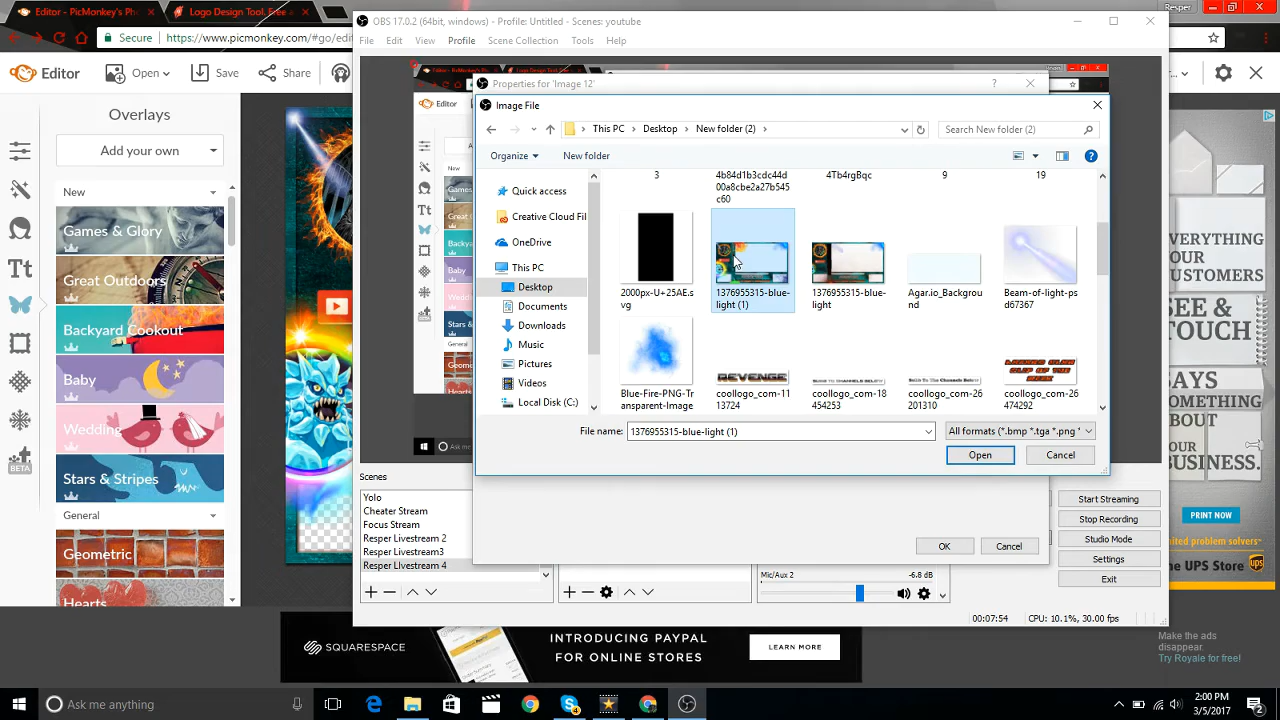 Editor - PicMonkey's Ph
Logo Design Tool. Free
Resper
Secure
https://www.picmonkey.com/#go/edi
Editor
Open
Save
Share
Overlays
Add your own
New
Games & Glory
Great Outdoors
Backyard Cookout
Baby
Wedding
Stars & Stripes
General
Geometric
Hearts
BETA
OBS 17.0.2 (64bit, windows) - Profile: Untitled - Scenes: youtube
File
Edit
View
Profile
Scene Collection
Tools
Help
Properties for 'Image 12'
Image File
This PC
Desktop
New folder (2)
Search New folder (2)
Organize
New folder
Quick access
Creative Cloud Fil
OneDrive
This PC
Desktop
Documents
Downloads
Music
Pictures
Videos
Local Disk (C:)
3
4b84d1b3cdc44d
00a8cbe2a27b545
c60
4Tb4rgBqc
9
19
2000px-U+25AE.s
vg
1376955315-blue-
light (1)
1376955315-blue-
light
Agar.io_Backgrou
nd
Beam-of-light-ps
d67367
Blue-Fire-PNG-Tr
ansparent-Image
REVENGE
coollogo_com-11
313724
coollogo_com-18
454253
coollogo_com-26
201310
coollogo_com-26
474292
File name:
1376955315-blue-light (1)
All formats (*.bmp *.tga *.png *
Open
Cancel
OK
Cancel
Scenes
Yolo
Cheater Stream
Focus Stream
Resper Livestream 2
Resper Livestream3
Resper Livestream 4
Mic/Aux 2
-6.8 dB
Start Streaming
Stop Recording
Studio Mode
Settings
Exit
00:07:54
CPU: 10.1%, 30.00 fps
VERYTHING
OUR
CUSTOMERS
SEE &
TOUCH
SAYS
SOMETHING
ABOUT
YOUR
BUSINESS.
PRINT NOW
United problem solvers™
The UPS Store
SQUARESPACE
INTRODUCING PAYPAL
FOR ONLINE STORES
LEARN MORE
Make the ads
disappear.
Try Royale for free!
Ask me anything
2:00 PM
3/5/2017